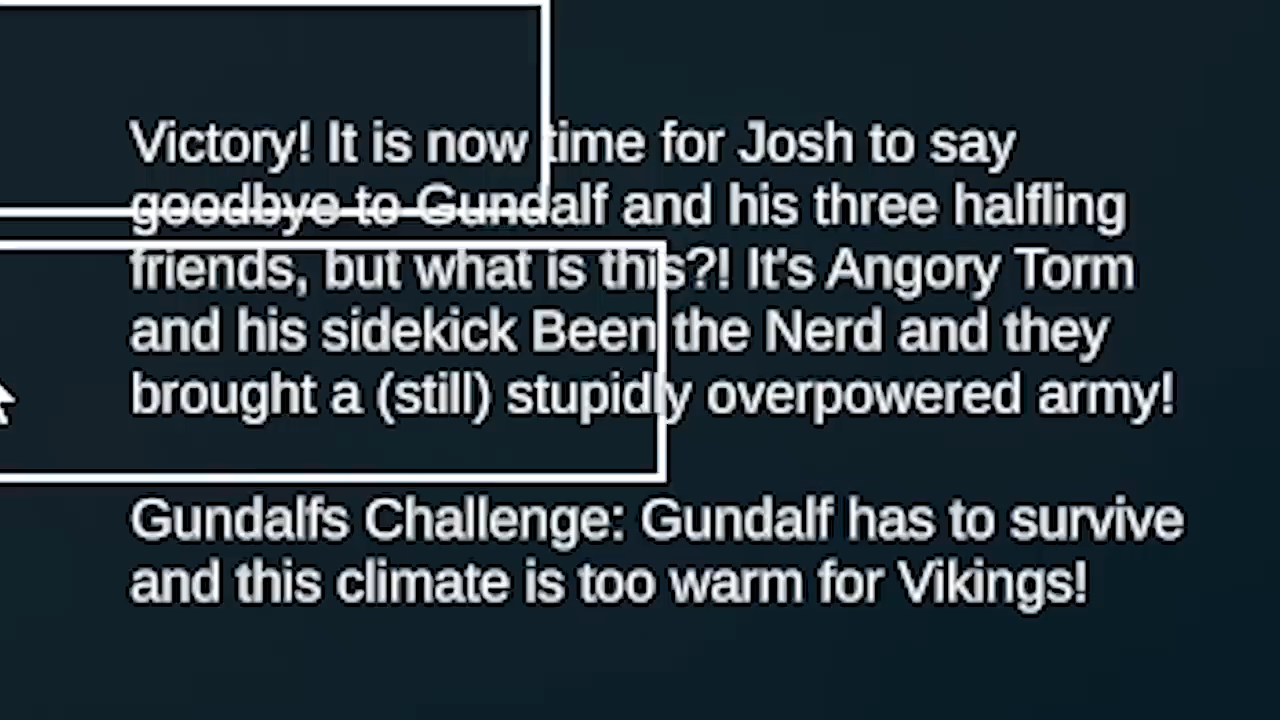 Victory! It is now time for Josh to say
goodbye to Gundalf and his three halfling
friends, but what is this?! It's Angory Torm
and his sidekick Been the Nerd and they
brought a (still) stupidly overpowered army!
Gundalfs Challenge: Gundalf has to survive
and this climate is too warm for Vikings!